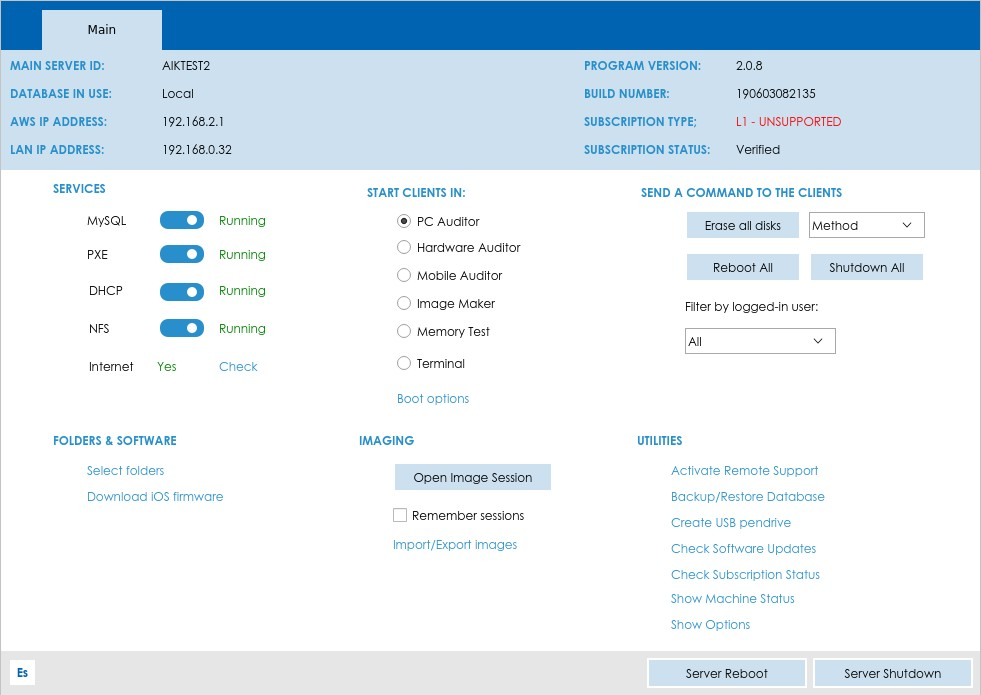 Main
MAIN SERVER ID: AIKTEST2
DATABASE IN USE: Local
AWS IP ADDRESS: 192.168.2.1
LAN IP ADDRESS: 192.168.0.32
PROGRAM VERSION: 2.0.8
BUILD NUMBER: 190603082135
SUBSCRIPTION TYPE; L1 - UNSUPPORTED
SUBSCRIPTION STATUS: Verified
SERVICES
MySQL Running
PXE Running
DHCP Running
NFS Running
Internet Yes Check
START CLIENTS IN:
PC Auditor
Hardware Auditor
Mobile Auditor
Image Maker
Memory Test
Terminal
Boot options
SEND A COMMAND TO THE CLIENTS
Erase all disks Method
Reboot All Shutdown All
Filter by logged-in user:
All
FOLDERS & SOFTWARE
Select folders
Download iOS firmware
IMAGING
Open Image Session
Remember sessions
Import/Export images
UTILITIES
Activate Remote Support
Backup/Restore Database
Create USB pendrive
Check Software Updates
Check Subscription Status
Show Machine Status
Show Options
Es Server Reboot Server Shutdown